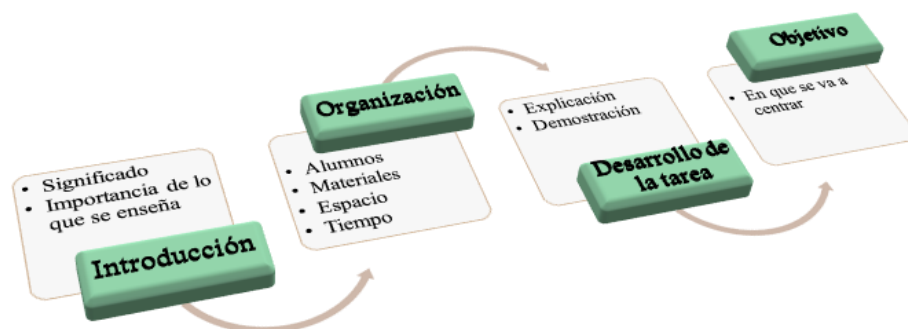 • Significado
• Importancia de lo
que se enseña
Introducción
Organización
• Alumnos
• Materiales
• Espacio
• Tiempo
• Explicación
• Demostración
Desarrollo de
la tarea
Objetivo
• En que se va a
centrar